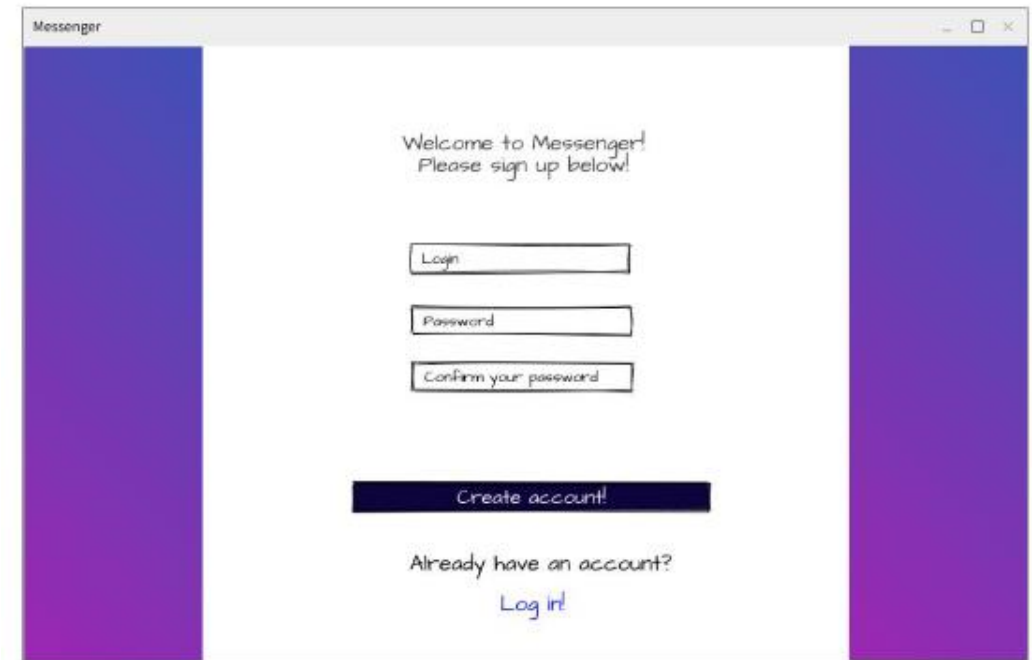 Messenger
Welcome to Messenger!
Please sign up below!
Login
Password
Confirm your password
Create account!
Already have an account?
Log in!